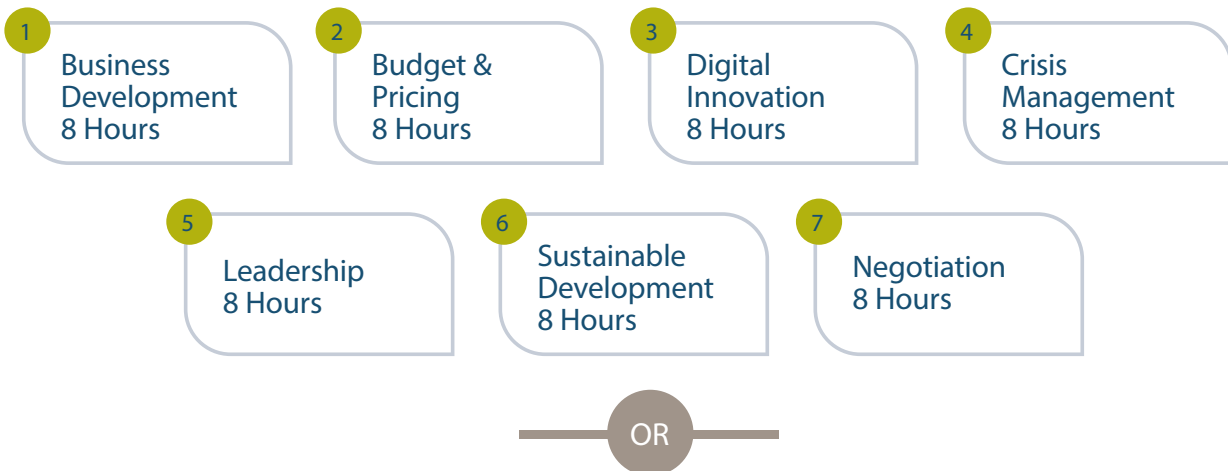 1
Business
Development
8 Hours
2
Budget &
Pricing
8 Hours
3
Digital
Innovation
8 Hours
4
Crisis
Management
8 Hours
5
Leadership
8 Hours
6
Sustainable
Development
8 Hours
7
Negotiation
8 Hours
OR